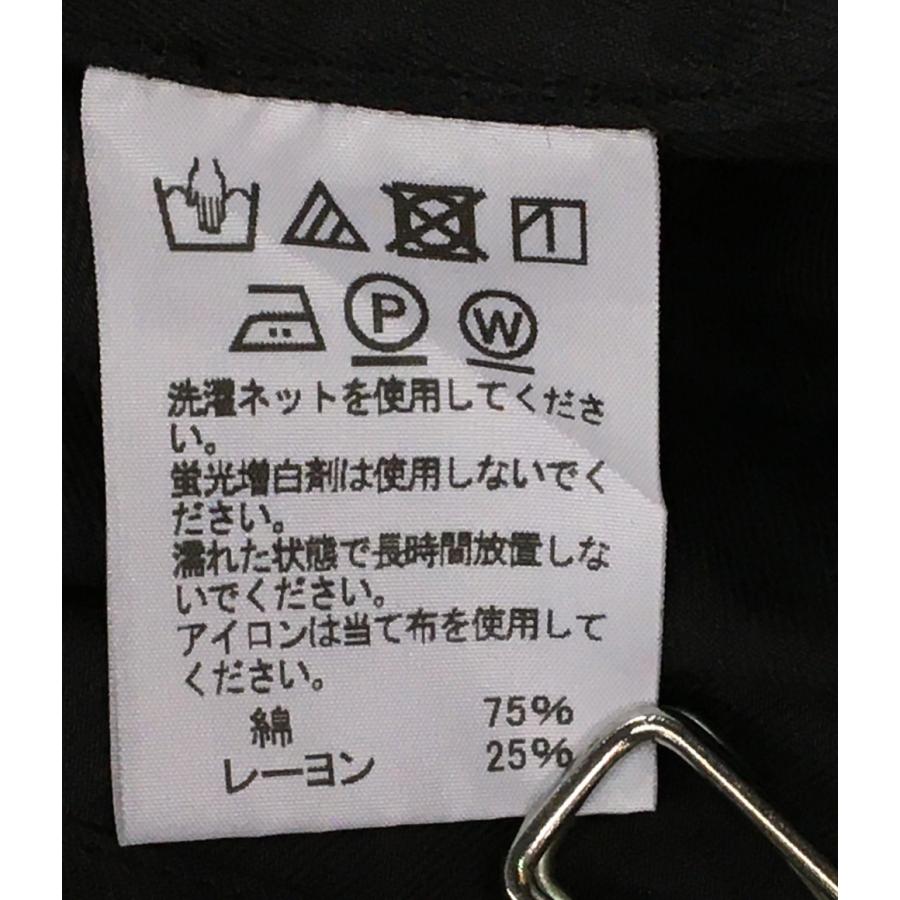 P W
洗濯ネットを使用してくださ
い。
蛍光増白剤は使用しないでく
ださい。
濡れた状態で長時間放置しな
いでください。
アイロンは当て布を使用して
ください。
綿 75%
レーヨン 25%